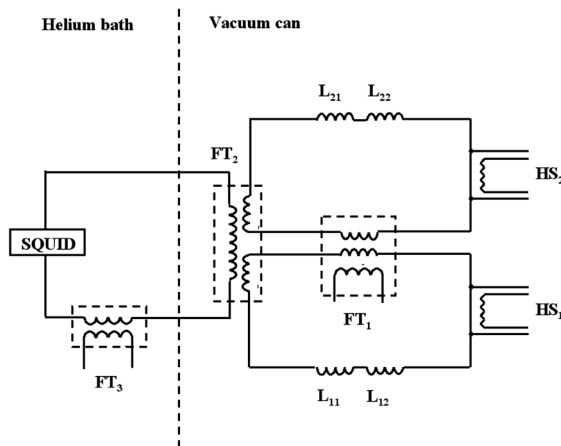 Helium bath
Vacuum can
L₂₁
L₂₂
FT₂
HS₂
SQUID
FT₁
HS₁
FT₃
L₁₁
L₁₂